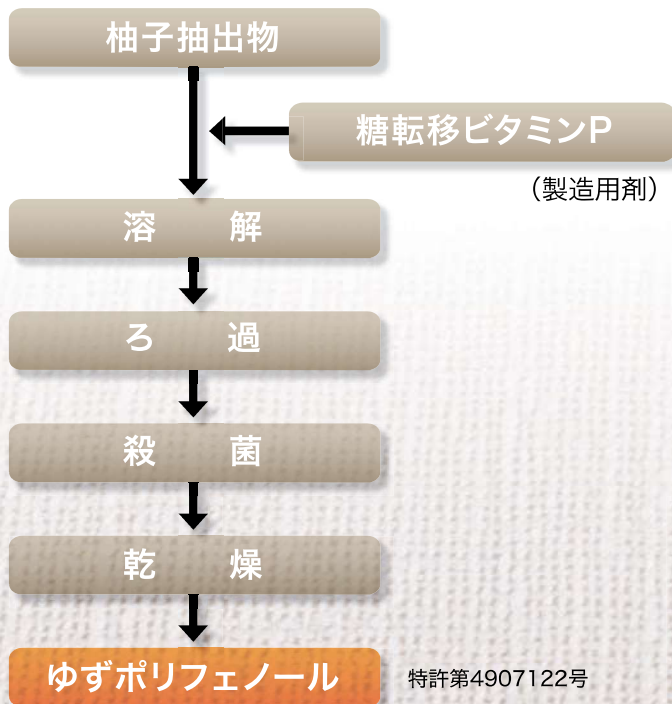 柚子抽出物
糖転移ビタミンP
（製造用剤）
溶　解
ろ　過
殺　菌
乾　燥
ゆずポリフェノール
特許第4907122号